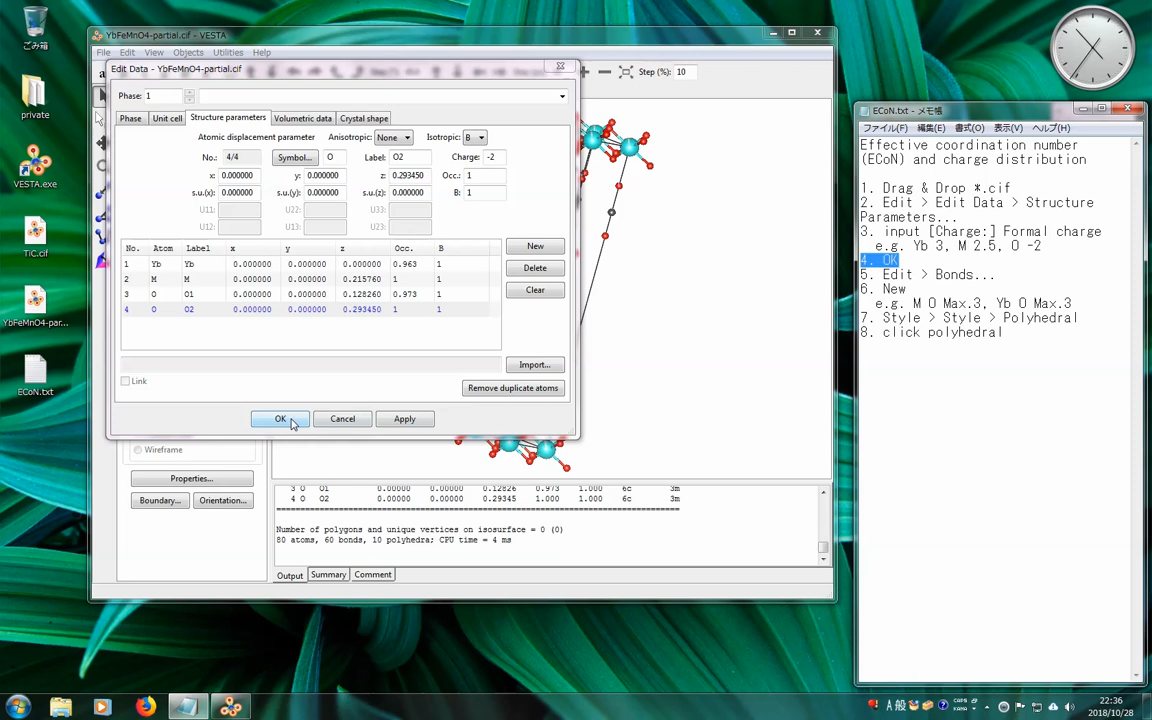 ごみ箱
private
VESTA.exe
TiC.cif
YbFeMnO4-par...
ECoN.txt
YbFeMnO4-partial.cif - VESTA
File Edit View Objects Utilities Help
Step (%): 10
Edit Data - YbFeMnO4-partial.cif
Phase: 1
Phase Unit cell Structure parameters Volumetric data Crystal shape
Atomic displacement parameter Anisotropic: None Isotropic: B
No.: 4/4 Symbol... O Label: O2 Charge: -2
x: 0.000000 y: 0.000000 z: 0.293450 Occ.: 1
s.u.(x): 0.000000 s.u.(y): 0.000000 s.u.(z): 0.000000 B: 1
U11: U22: U33:
U12: U13: U23:
No. Atom Label x y z Occ. B
1 Yb Yb 0.000000 0.000000 0.000000 0.963 1
2 M M 0.000000 0.000000 0.215760 1 1
3 O O1 0.000000 0.000000 0.128260 0.973 1
4 O O2 0.000000 0.000000 0.293450 1 1
New
Delete
Clear
Import...
Link
Remove duplicate atoms
OK Cancel Apply
Wireframe
Properties...
Boundary... Orientation...
3 O O1 0.00000 0.00000 0.12826 0.973 1.000 6c 3m
4 O O2 0.00000 0.00000 0.29345 1.000 1.000 6c 3m
Number of polygons and unique vertices on isosurface = 0 (0)
80 atoms, 60 bonds, 10 polyhedra; CPU time = 4 ms
Output Summary Comment
ECoN.txt - メモ帳
ファイル(F) 編集(E) 書式(O) 表示(V) ヘルプ(H)
Effective coordination number
(ECoN) and charge distribution
1. Drag & Drop *.cif
2. Edit > Edit Data > Structure
Parameters...
3. input [Charge:] Formal charge
e.g. Yb 3, M 2.5, O -2
4. OK
5. Edit > Bonds...
6. New
e.g. M O Max.3, Yb O Max.3
7. Style > Style > Polyhedral
8. click polyhedral
A 般
CAPS
KANA
22:36
2018/10/28